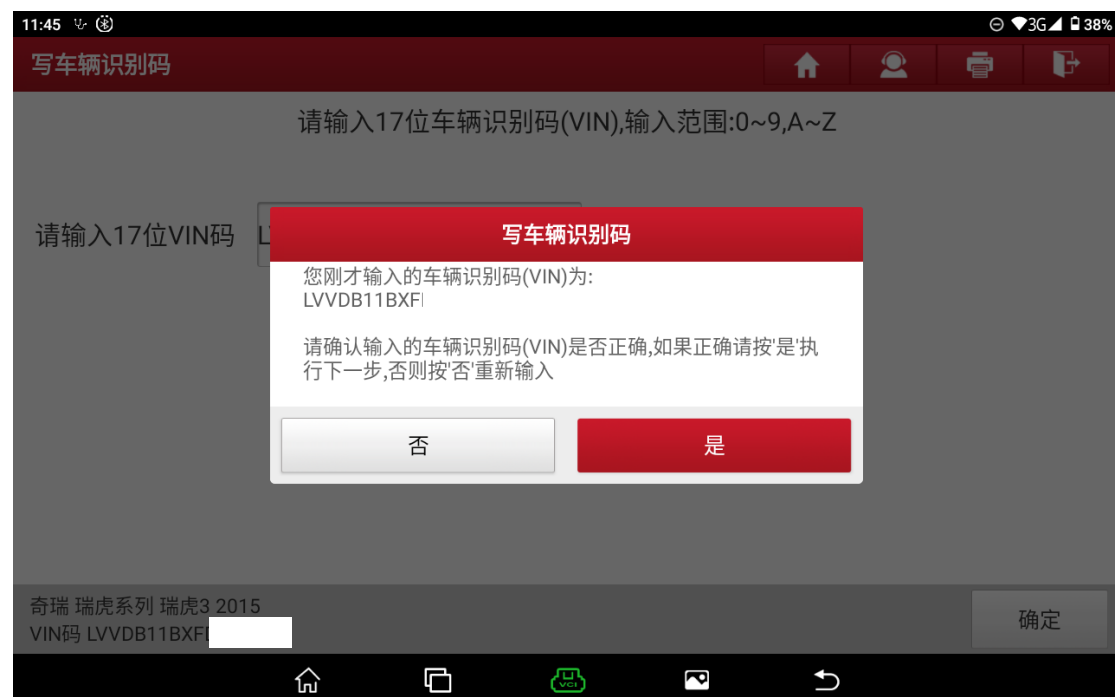 11:45
3G 38%
写车辆识别码
请输入17位车辆识别码(VIN),输入范围:0~9,A~Z
请输入17位VIN码 L
写车辆识别码
您刚才输入的车辆识别码(VIN)为:
LVVDB11BXF
请确认输入的车辆识别码(VIN)是否正确,如果正确请按'是'执
行下一步,否则按'否'重新输入
否
是
奇瑞 瑞虎系列 瑞虎3 2015
VIN码 LVVDB11BXF
确定
VCI